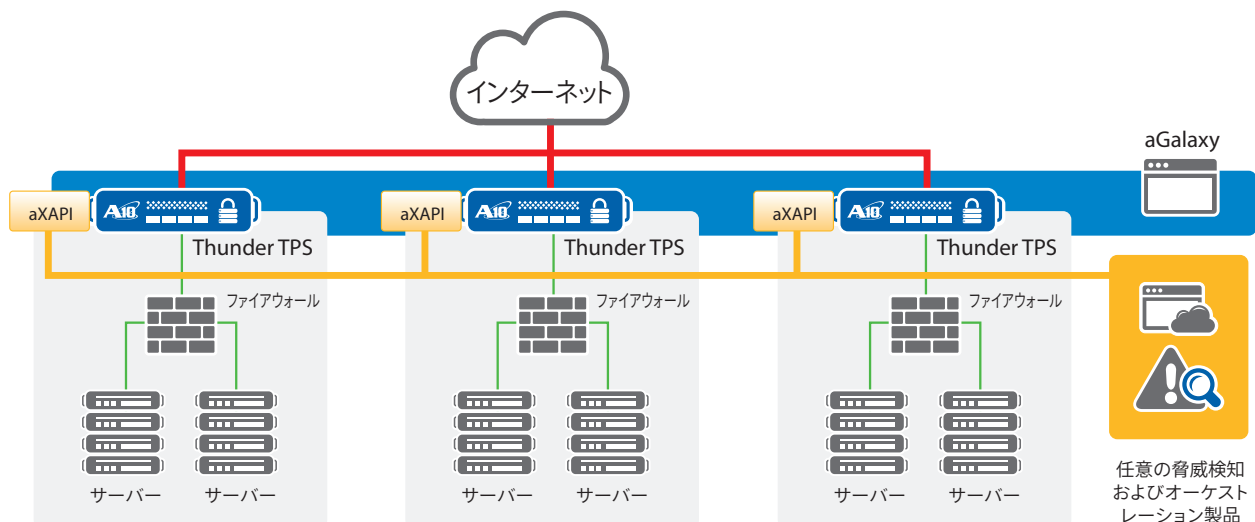 インターネット
aGalaxy
aXAPI
A10
aXAPI
A10
aXAPI
A10
Thunder TPS
Thunder TPS
Thunder TPS
ファイアウォール
ファイアウォール
ファイアウォール
サーバー
サーバー
サーバー
サーバー
サーバー
サーバー
任意の脅威検知
およびオーケスト
レーション製品